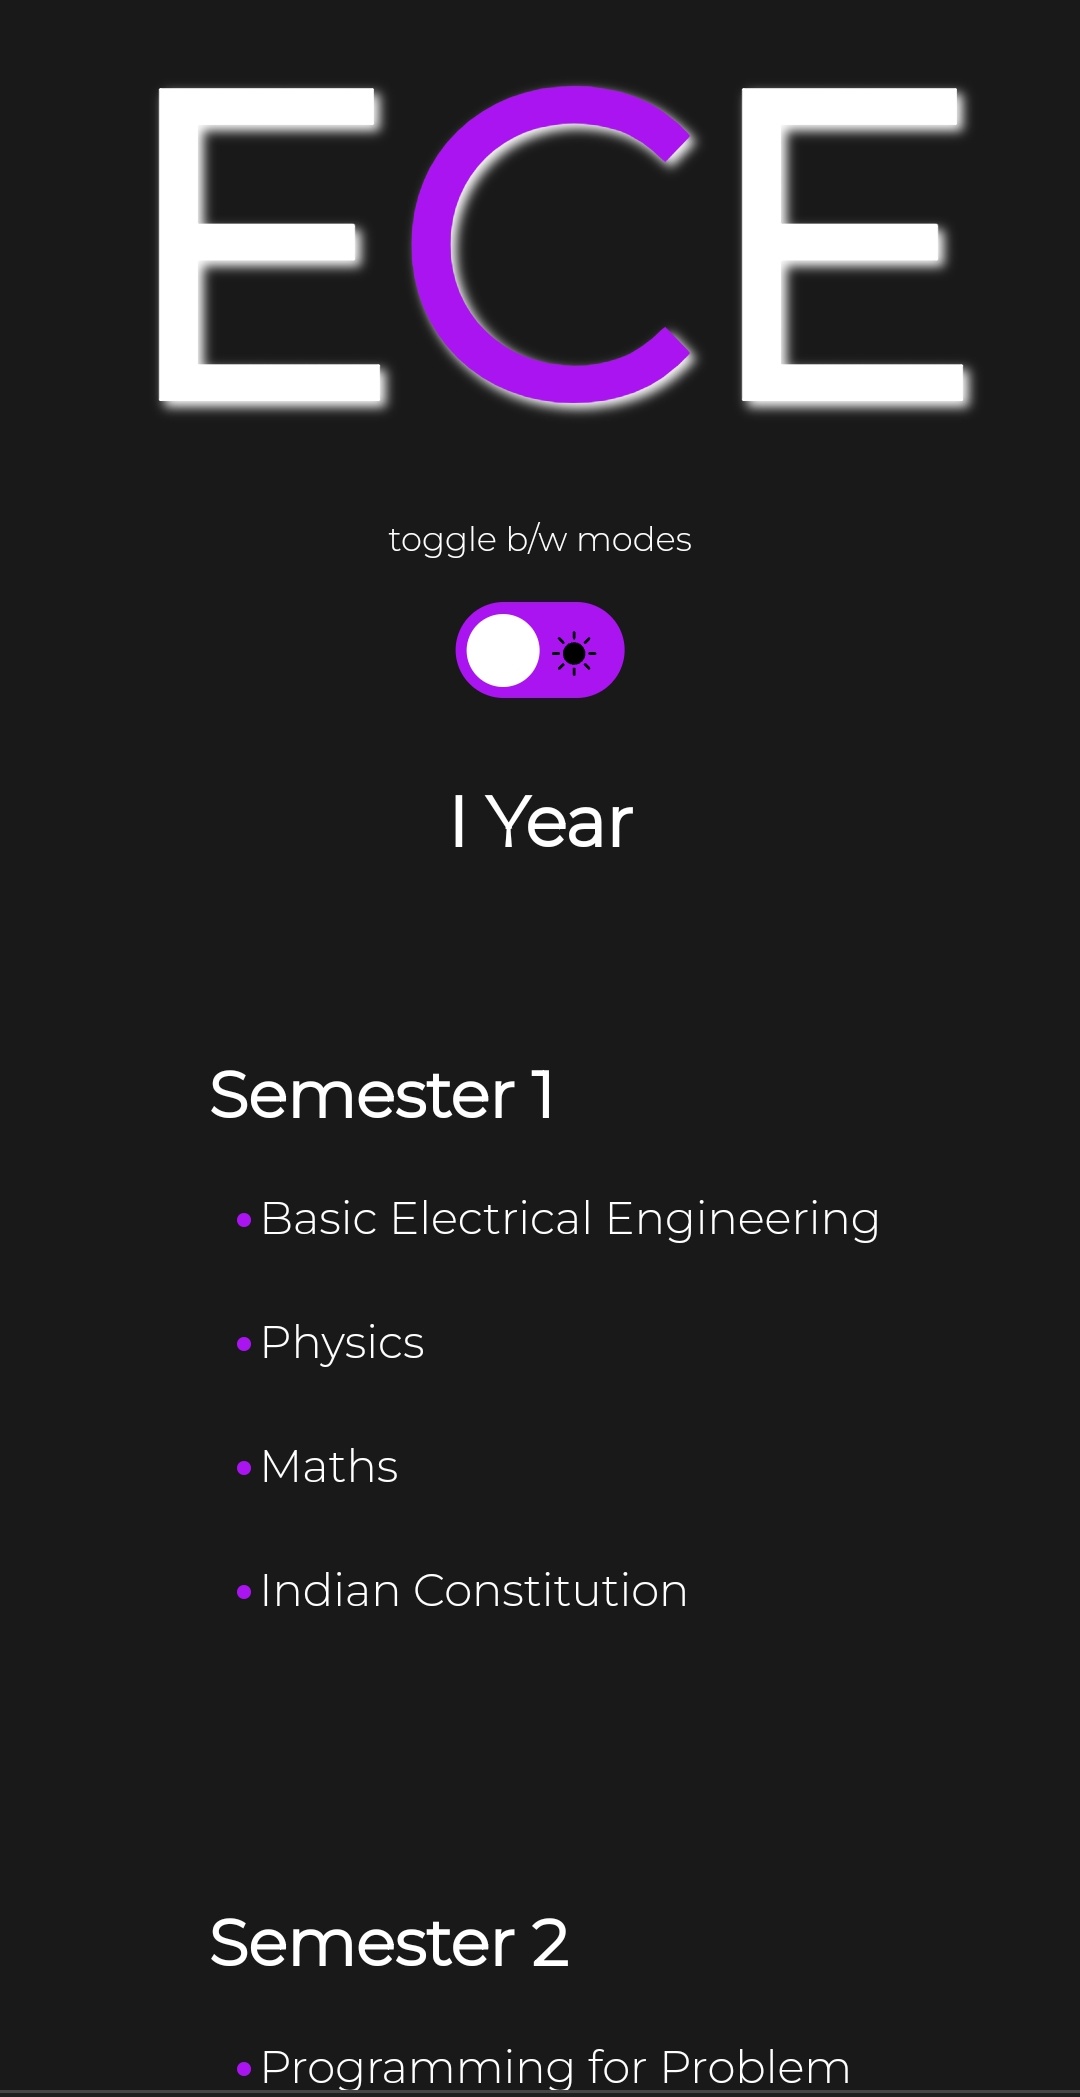 ECE
toggle b/w modes
I Year
Semester 1
Basic Electrical Engineering
Physics
Maths
Indian Constitution
Semester 2
Programming for Problem